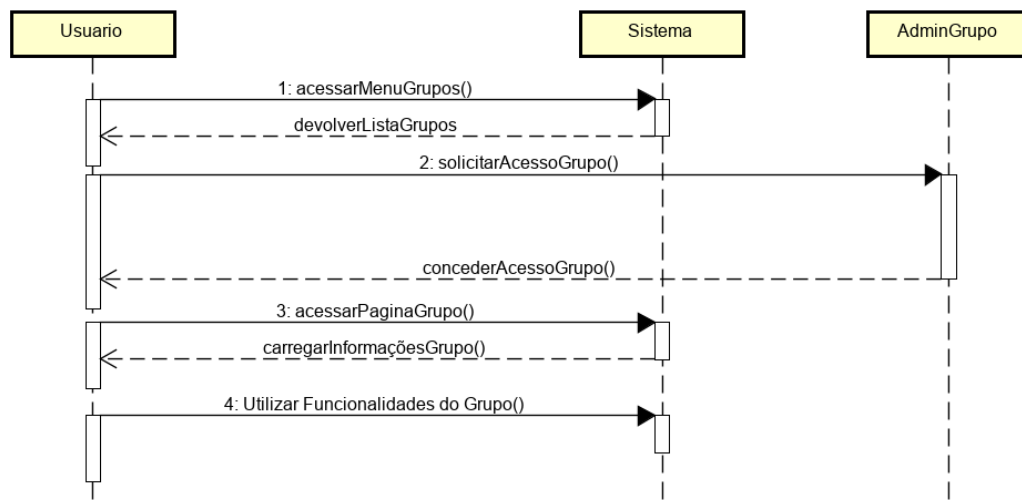 Usuario
Sistema
AdminGrupo
1: acessarMenuGrupos()
devolverListaGrupos
2: solicitarAcessoGrupo()
concederAcessoGrupo()
3: acessarPaginaGrupo()
carregarInformaçõesGrupo()
4: Utilizar Funcionalidades do Grupo()